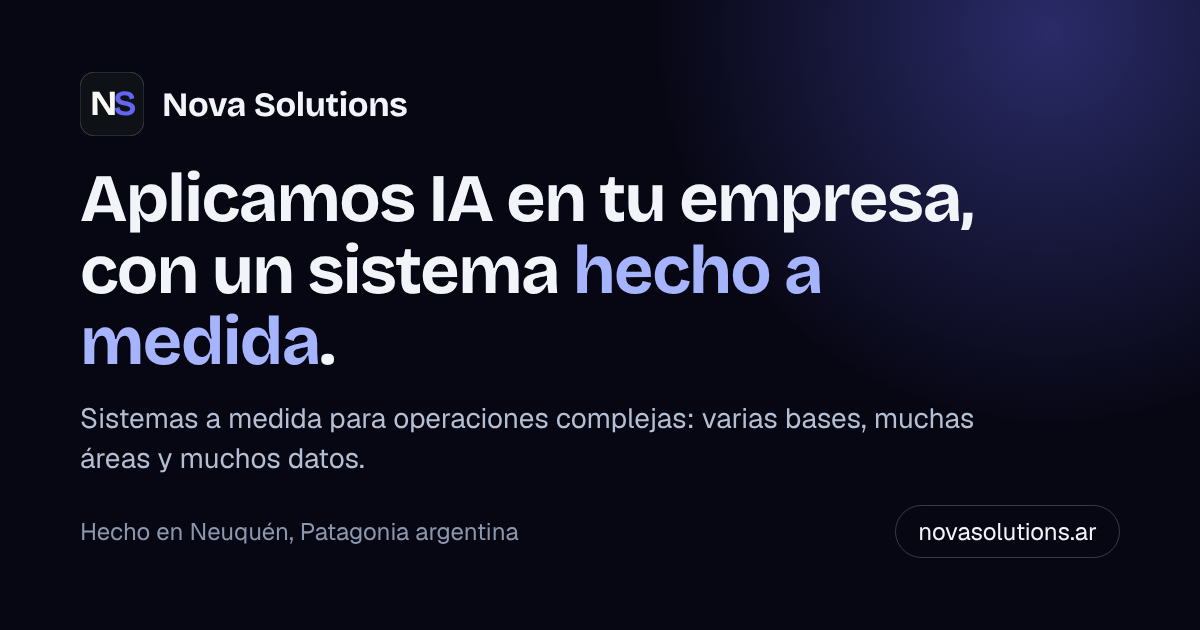 NS
Nova Solutions
Aplicamos IA en tu empresa,
con un sistema hecho a
medida.
Sistemas a medida para operaciones complejas: varias bases, muchas
áreas y muchos datos.
Hecho en Neuquén, Patagonia argentina
novasolutions.ar